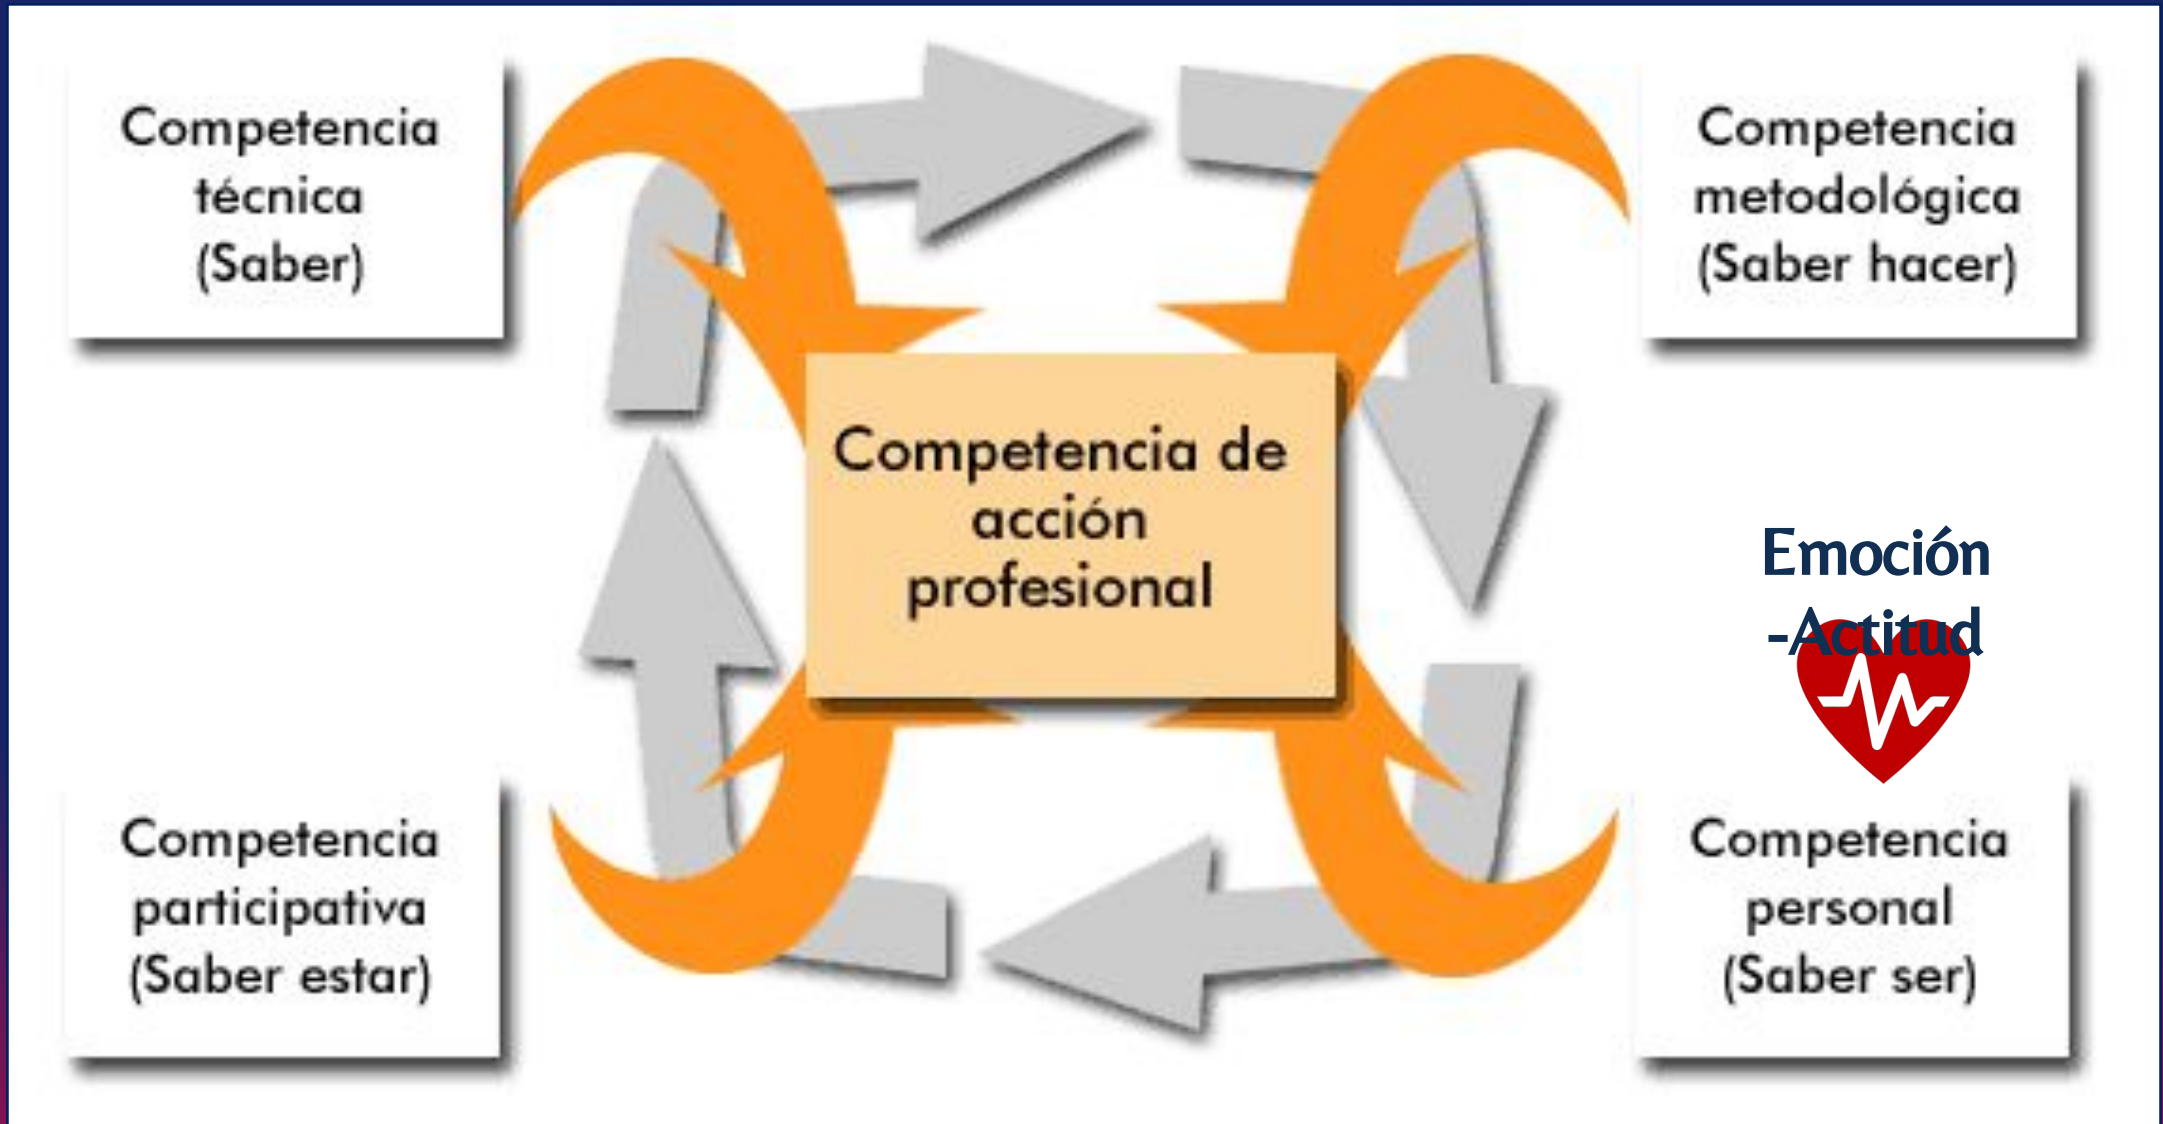 Competencia
técnica
(Saber)
Competencia
metodológica
(Saber hacer)
Competencia de
acción
profesional
Emoción
-Actitud
Competencia
participativa
(Saber estar)
Competencia
personal
(Saber ser)